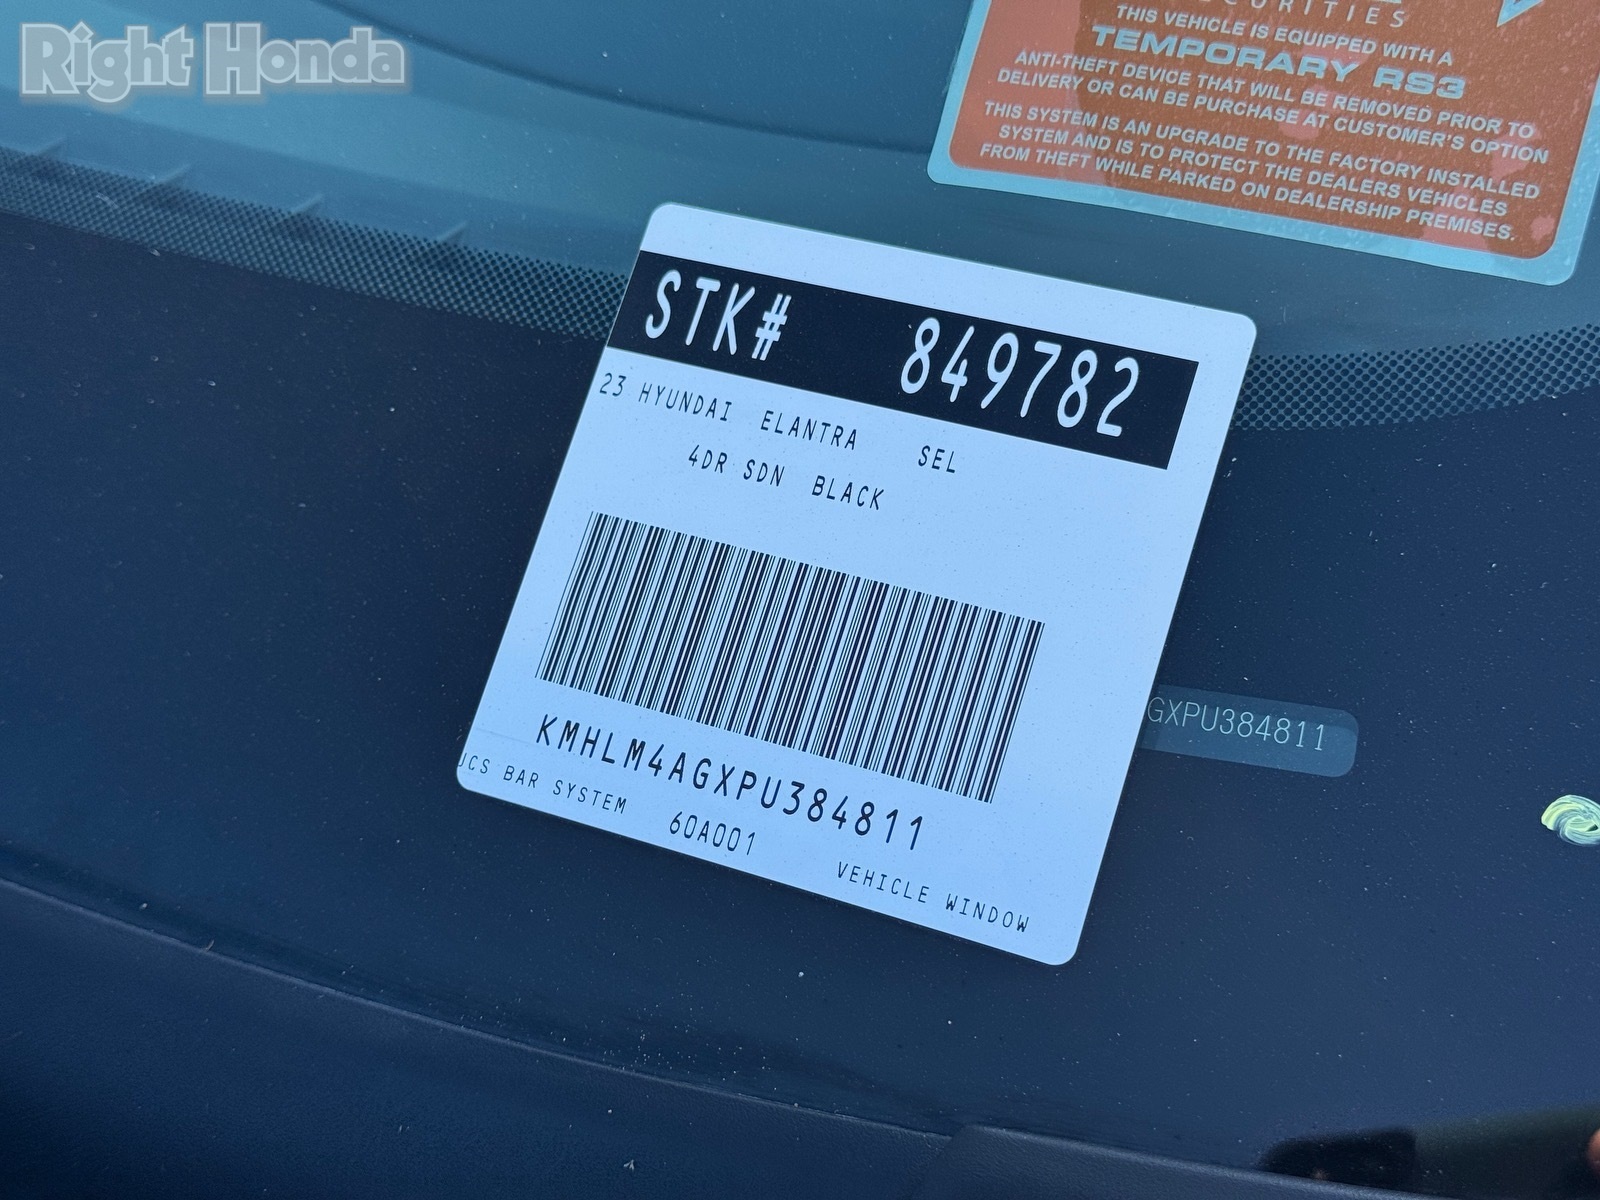 Right Honda
THIS VEHICLE IS EQUIPPED WITH A
TEMPORARY RS3
ANTI-THEFT DEVICE THAT WILL BE REMOVED PRIOR TO
DELIVERY OR CAN BE PURCHASE AT CUSTOMER'S OPTION
THIS SYSTEM IS AN UPGRADE TO THE FACTORY INSTALLED
SYSTEM AND IS TO PROTECT THE DEALERS VEHICLES
FROM THEFT WHILE PARKED ON DEALERSHIP PREMISES.
STK# 849782
23 HYUNDAI ELANTRA SEL
4DR SDN BLACK
KMHLM4AGXPU384811
UCS BAR SYSTEM 60A001 VEHICLE WINDOW
GXPU384811